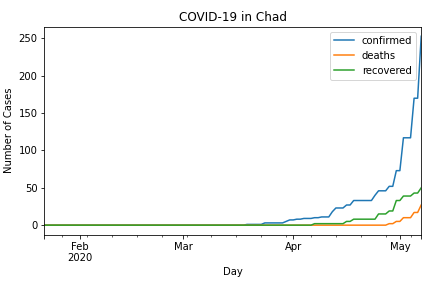 COVID-19 in Chad
confirmed
deaths
recovered
Number of Cases
250
200
150
100
50
0
Feb
2020
Mar
Apr
May
Day